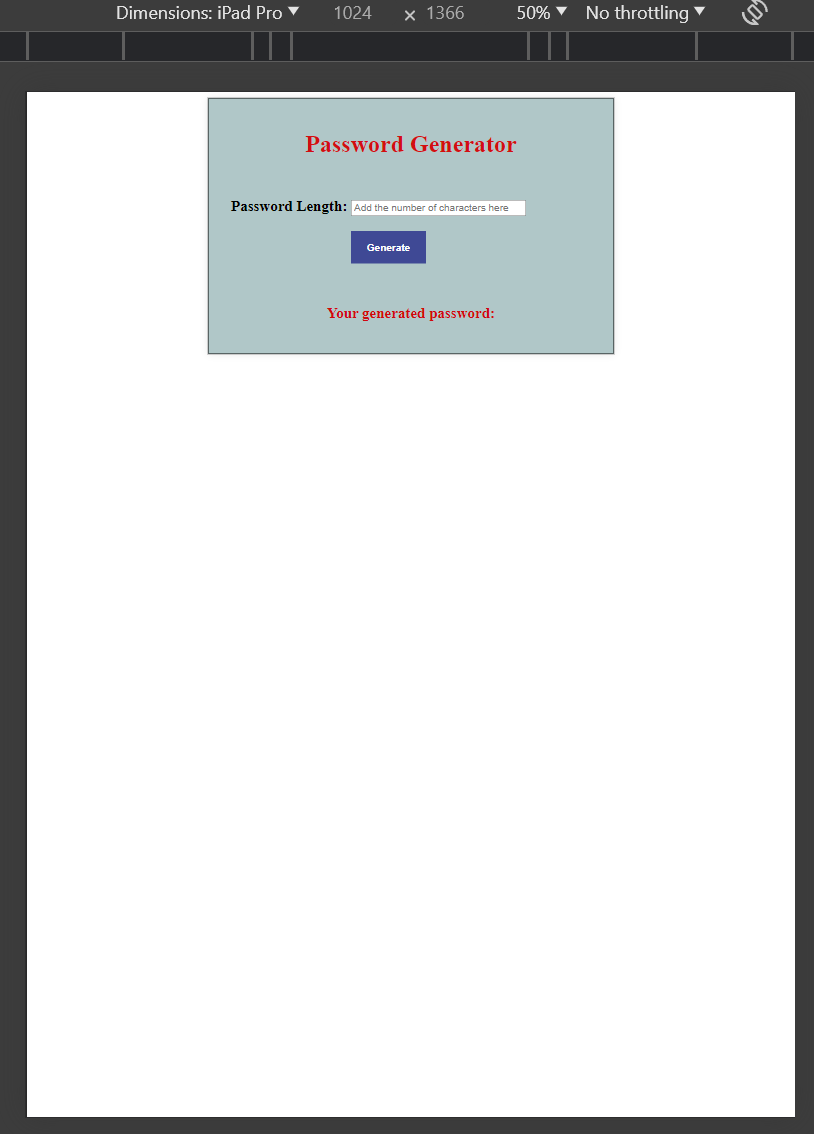 Dimensions: iPad Pro ▼ 1024 × 1366 50% ▼ No throttling ▼
Password Generator
Password Length: Add the number of characters here
Generate
Your generated password: